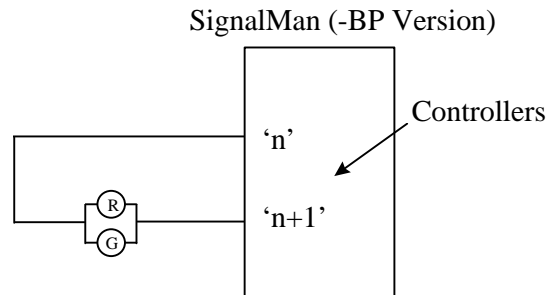 SignalMan (-BP Version)
Controllers
‘n’
R
‘n+1’
G